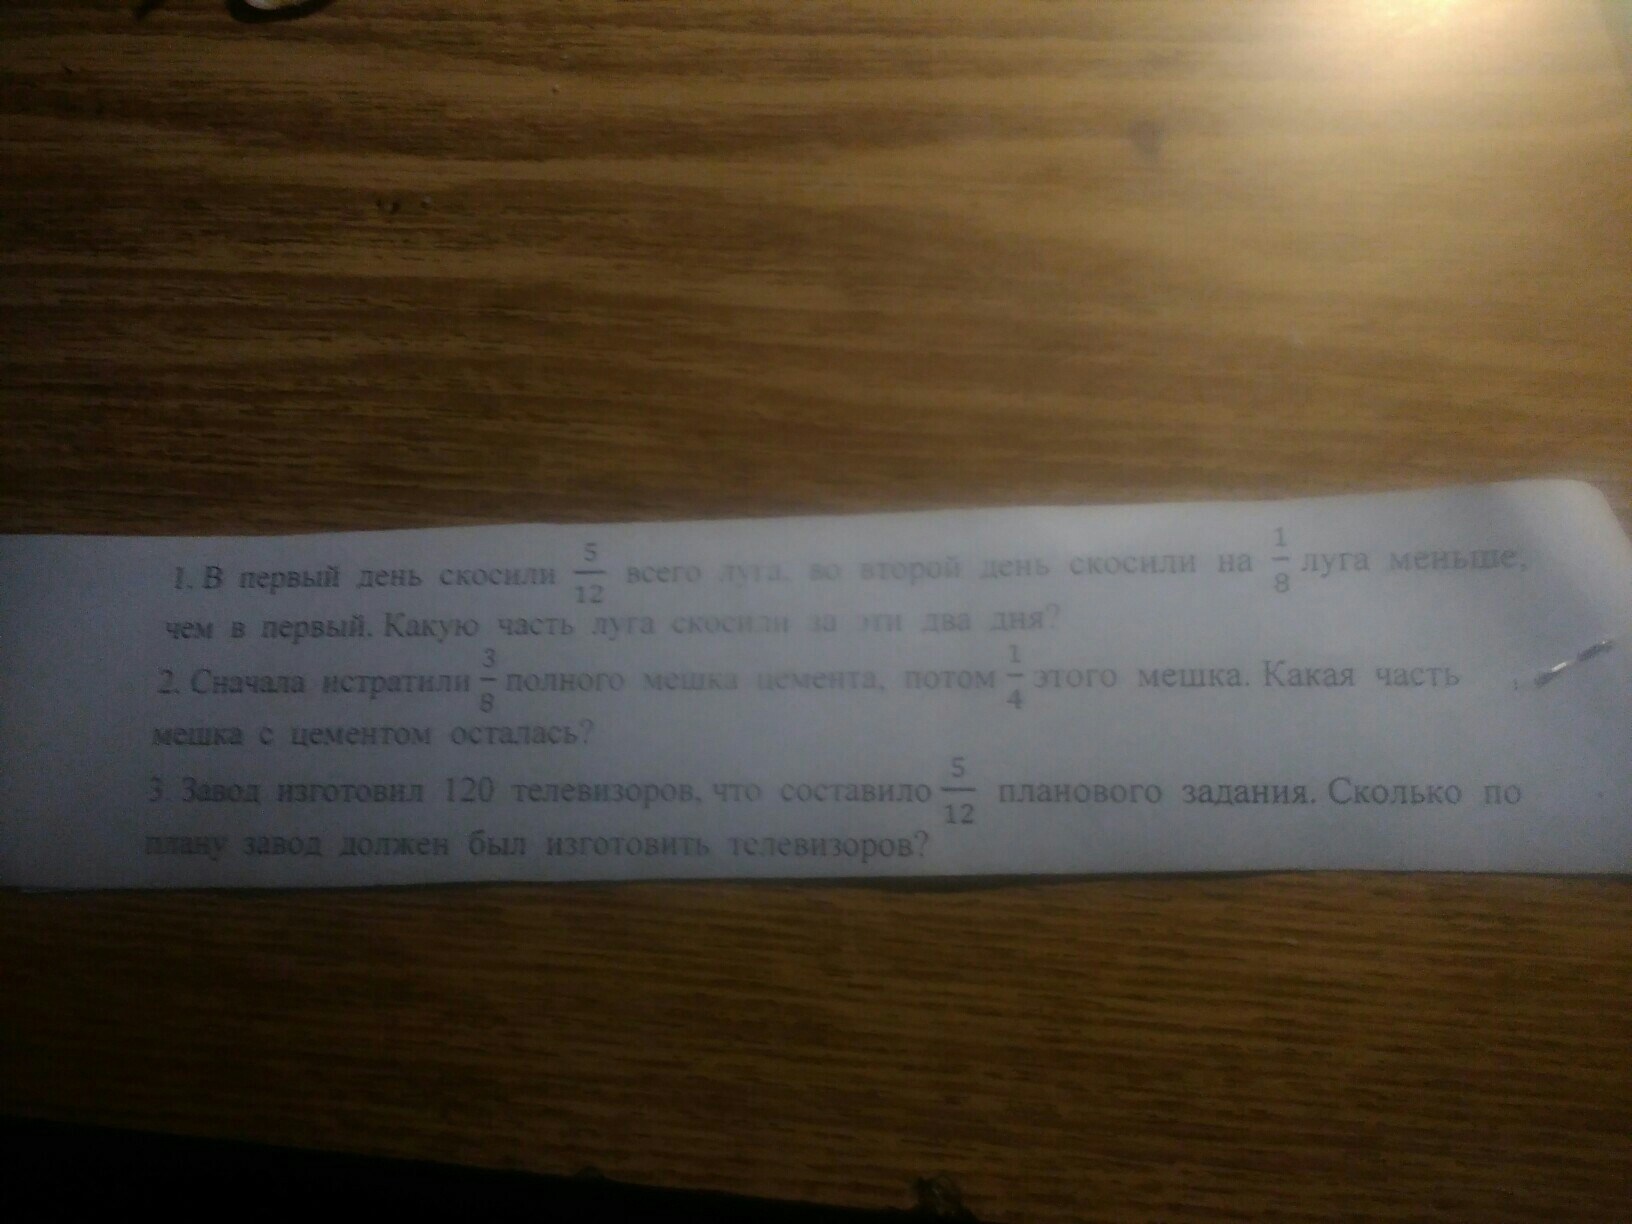 1. В первый день скосили 5/12 всего луга, во второй день скосили на 1/8 луга меньше,
чем в первый. Какую часть луга скосили за эти два дня?
2. Сначала истратили 3/8 полного мешка цемента, потом 1/4 этого мешка. Какая часть
мешка с цементом осталась?
3. Завод изготовил 120 телевизоров, что составило 5/12 планового задания. Сколько по
плану завод должен был изготовить телевизоров?